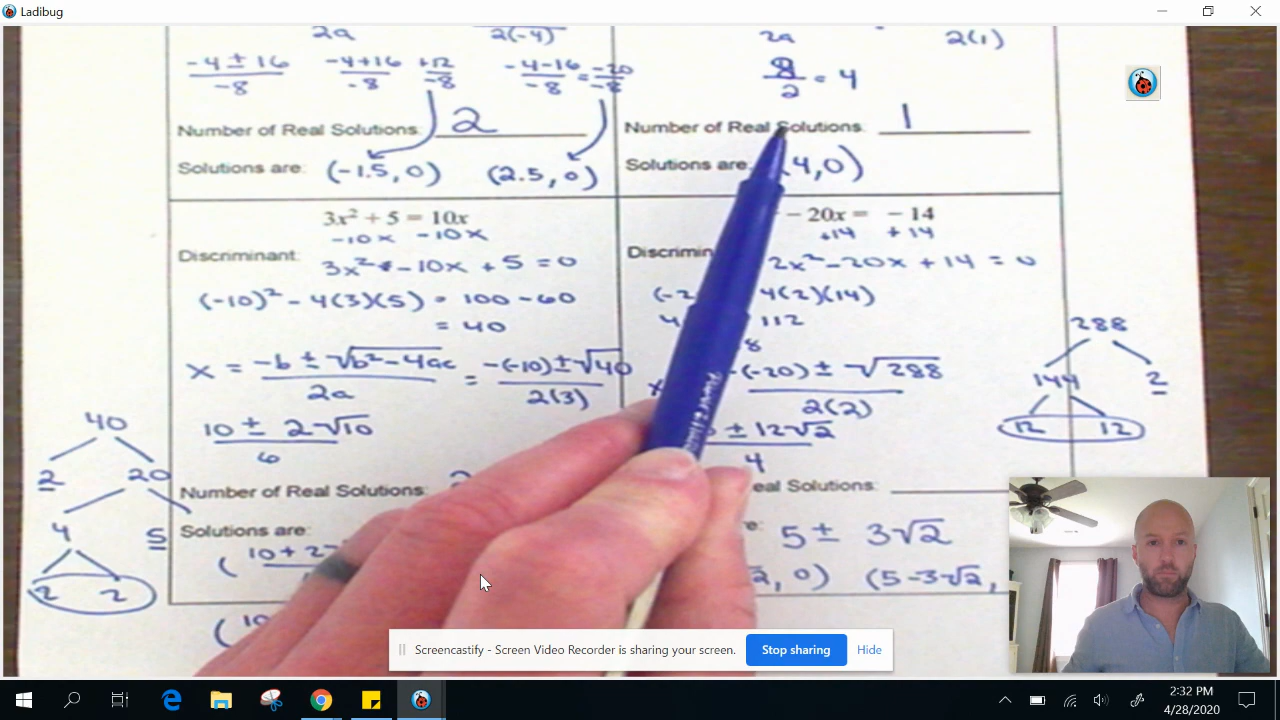 Ladibug
2a
2(-4)
-4 ± 16 / -8
-4+16 / -8
+12 / -8
-4-16 / -8 = -20 / -8
Number of Real Solutions: 2
Solutions are: (-1.5, 0) (2.5, 0)
2a
2(1)
8 / 2 = 4
Number of Real Solutions: 1
Solutions are: (4,0)
3x² + 5 = 10x
-10x -10x
Discriminant:
3x² - 10x + 5 = 0
(-10)² - 4(3)(5) = 100 - 60
= 40
x = -b ± √b² - 4ac / 2a = -(-10) ± √40 / 2(3)
10 ± 2√10 / 6
40
2 20
4 5
2 2
Number of Real Solutions:
Solutions are:
(10 + 2
(10
- 20x = - 14
+14 +14
2x² - 20x + 14 = 0
4(2)(14)
112
-(-20) ± √288 / 2(2)
± 12√2 / 4
288
144 2
12 12
eal Solutions:
5 ± 3√2
, 0) (5-3√2,
Screencastify - Screen Video Recorder is sharing your screen.
Stop sharing
Hide
2:32 PM
4/28/2020